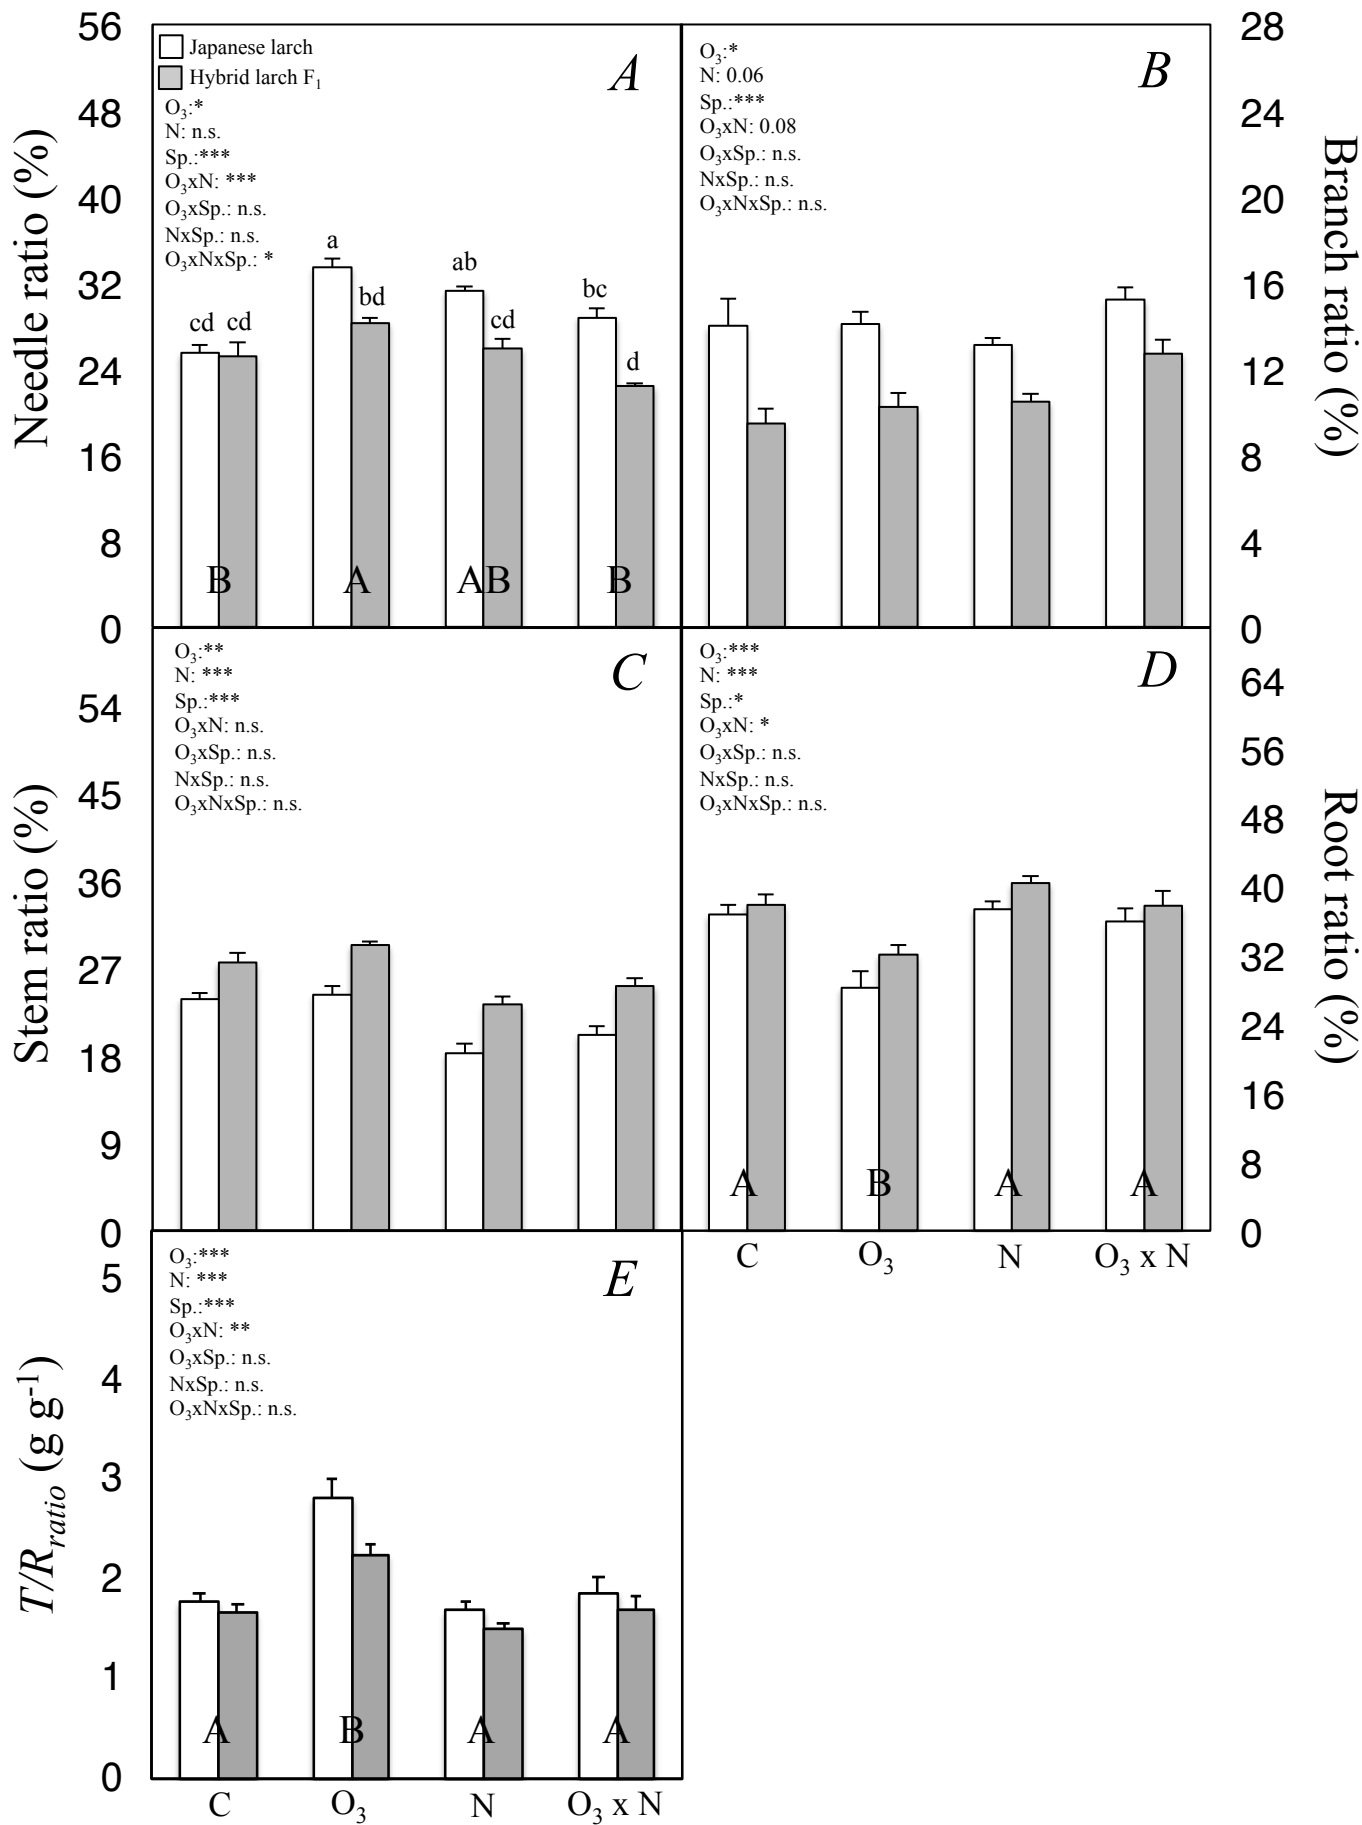 Needle ratio (%)
56
48
40
32
24
16
8
0
Japanese larch
Hybrid larch F₁
A
O₃:*
N: n.s.
Sp.:***
O₃xN: ***
O₃xSp.: n.s.
NxSp.: n.s.
O₃xNxSp.: *
cd cd
a
bd
ab
cd
bc
d
B A AB B
B
O₃:*
N: 0.06
Sp.:***
O₃xN: 0.08
O₃xSp.: n.s.
NxSp.: n.s.
O₃xNxSp.: n.s.
28
24
20
16
12
8
4
0
Branch ratio (%)
Stem ratio (%)
54
45
36
27
18
9
0
C
O₃:**
N: ***
Sp.:***
O₃xN: n.s.
O₃xSp.: n.s.
NxSp.: n.s.
O₃xNxSp.: n.s.
D
O₃:***
N: ***
Sp.:*
O₃xN: *
O₃xSp.: n.s.
NxSp.: n.s.
O₃xNxSp.: n.s.
A B A A
64
56
48
40
32
24
16
8
0
Root ratio (%)
C O₃ N O₃ x N
T/R_ratio (g g⁻¹)
5
4
3
2
1
0
E
O₃:***
N: ***
Sp.:***
O₃xN: **
O₃xSp.: n.s.
NxSp.: n.s.
O₃xNxSp.: n.s.
A B A A
C O₃ N O₃ x N